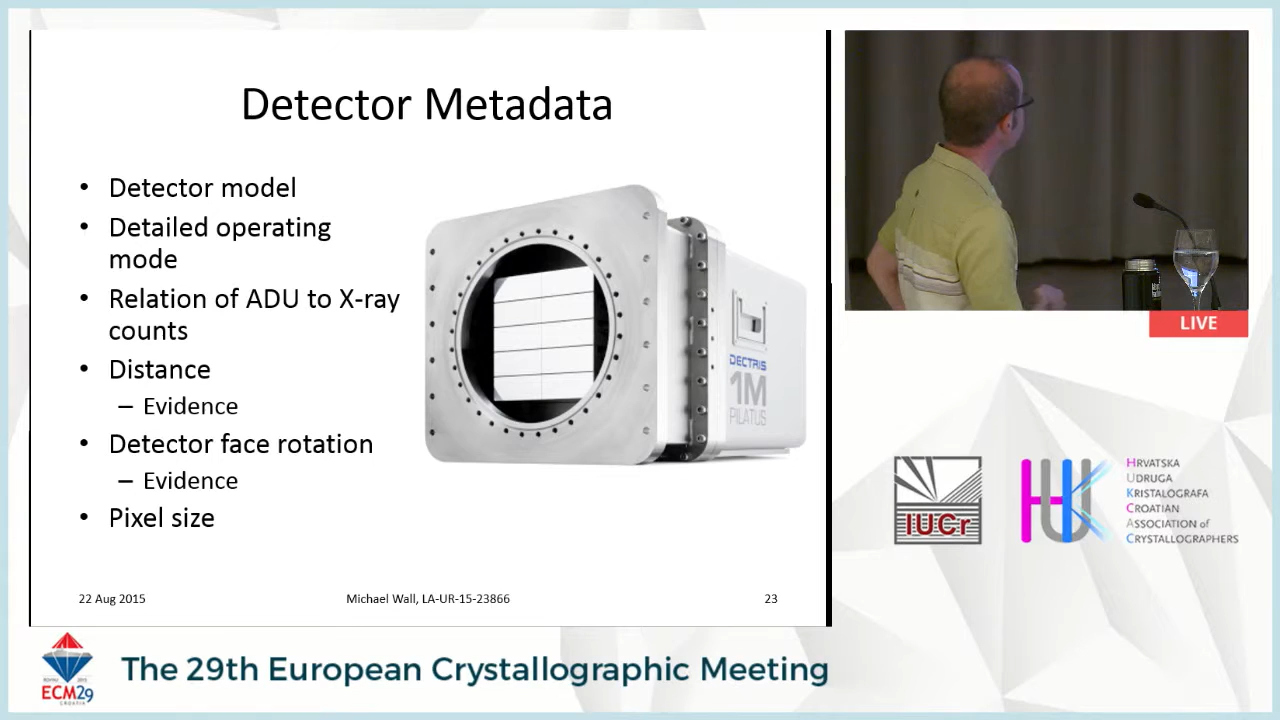 Detector Metadata
• Detector model
• Detailed operating
mode
• Relation of ADU to X-ray
counts
• Distance
– Evidence
• Detector face rotation
– Evidence
• Pixel size
DECTRIS
1M
PILATUS
22 Aug 2015
Michael Wall, LA-UR-15-23866
23
LIVE
IUCr
HRVATSKA
UDRUGA
KRISTALOGRAFA
CROATIAN
ASSOCIATION of
CRYSTALLOGRAPHERS
ECM29
CROATIA
The 29th European Crystallographic Meeting